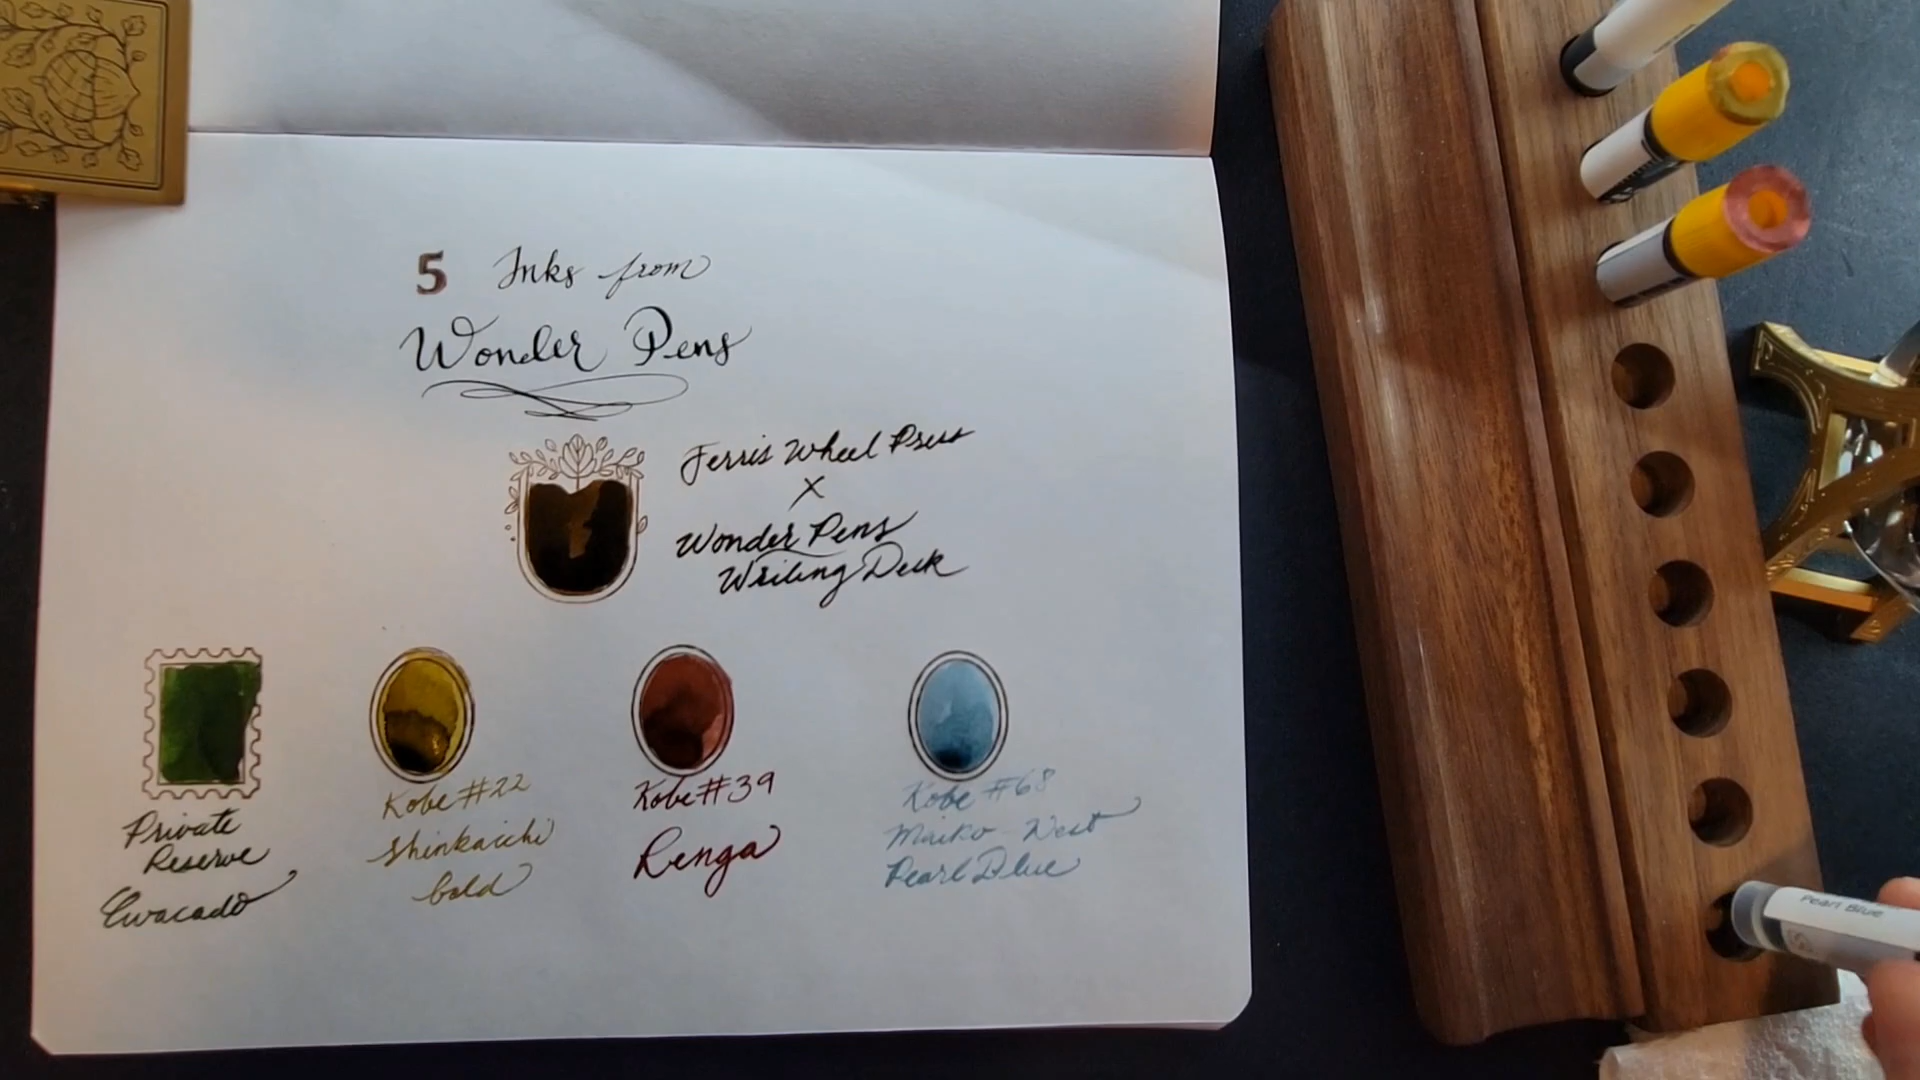 5 Inks from
Wonder Pens
Ferris Wheel Press
X
Wonder Pens
Writing Desk
Private
Reserve
Avacado
Kobe #22
Shinkaichi
Gold
Kobe #39
Renga
Kobe #68
Maiko West
Pearl Blue
Pearl Blue